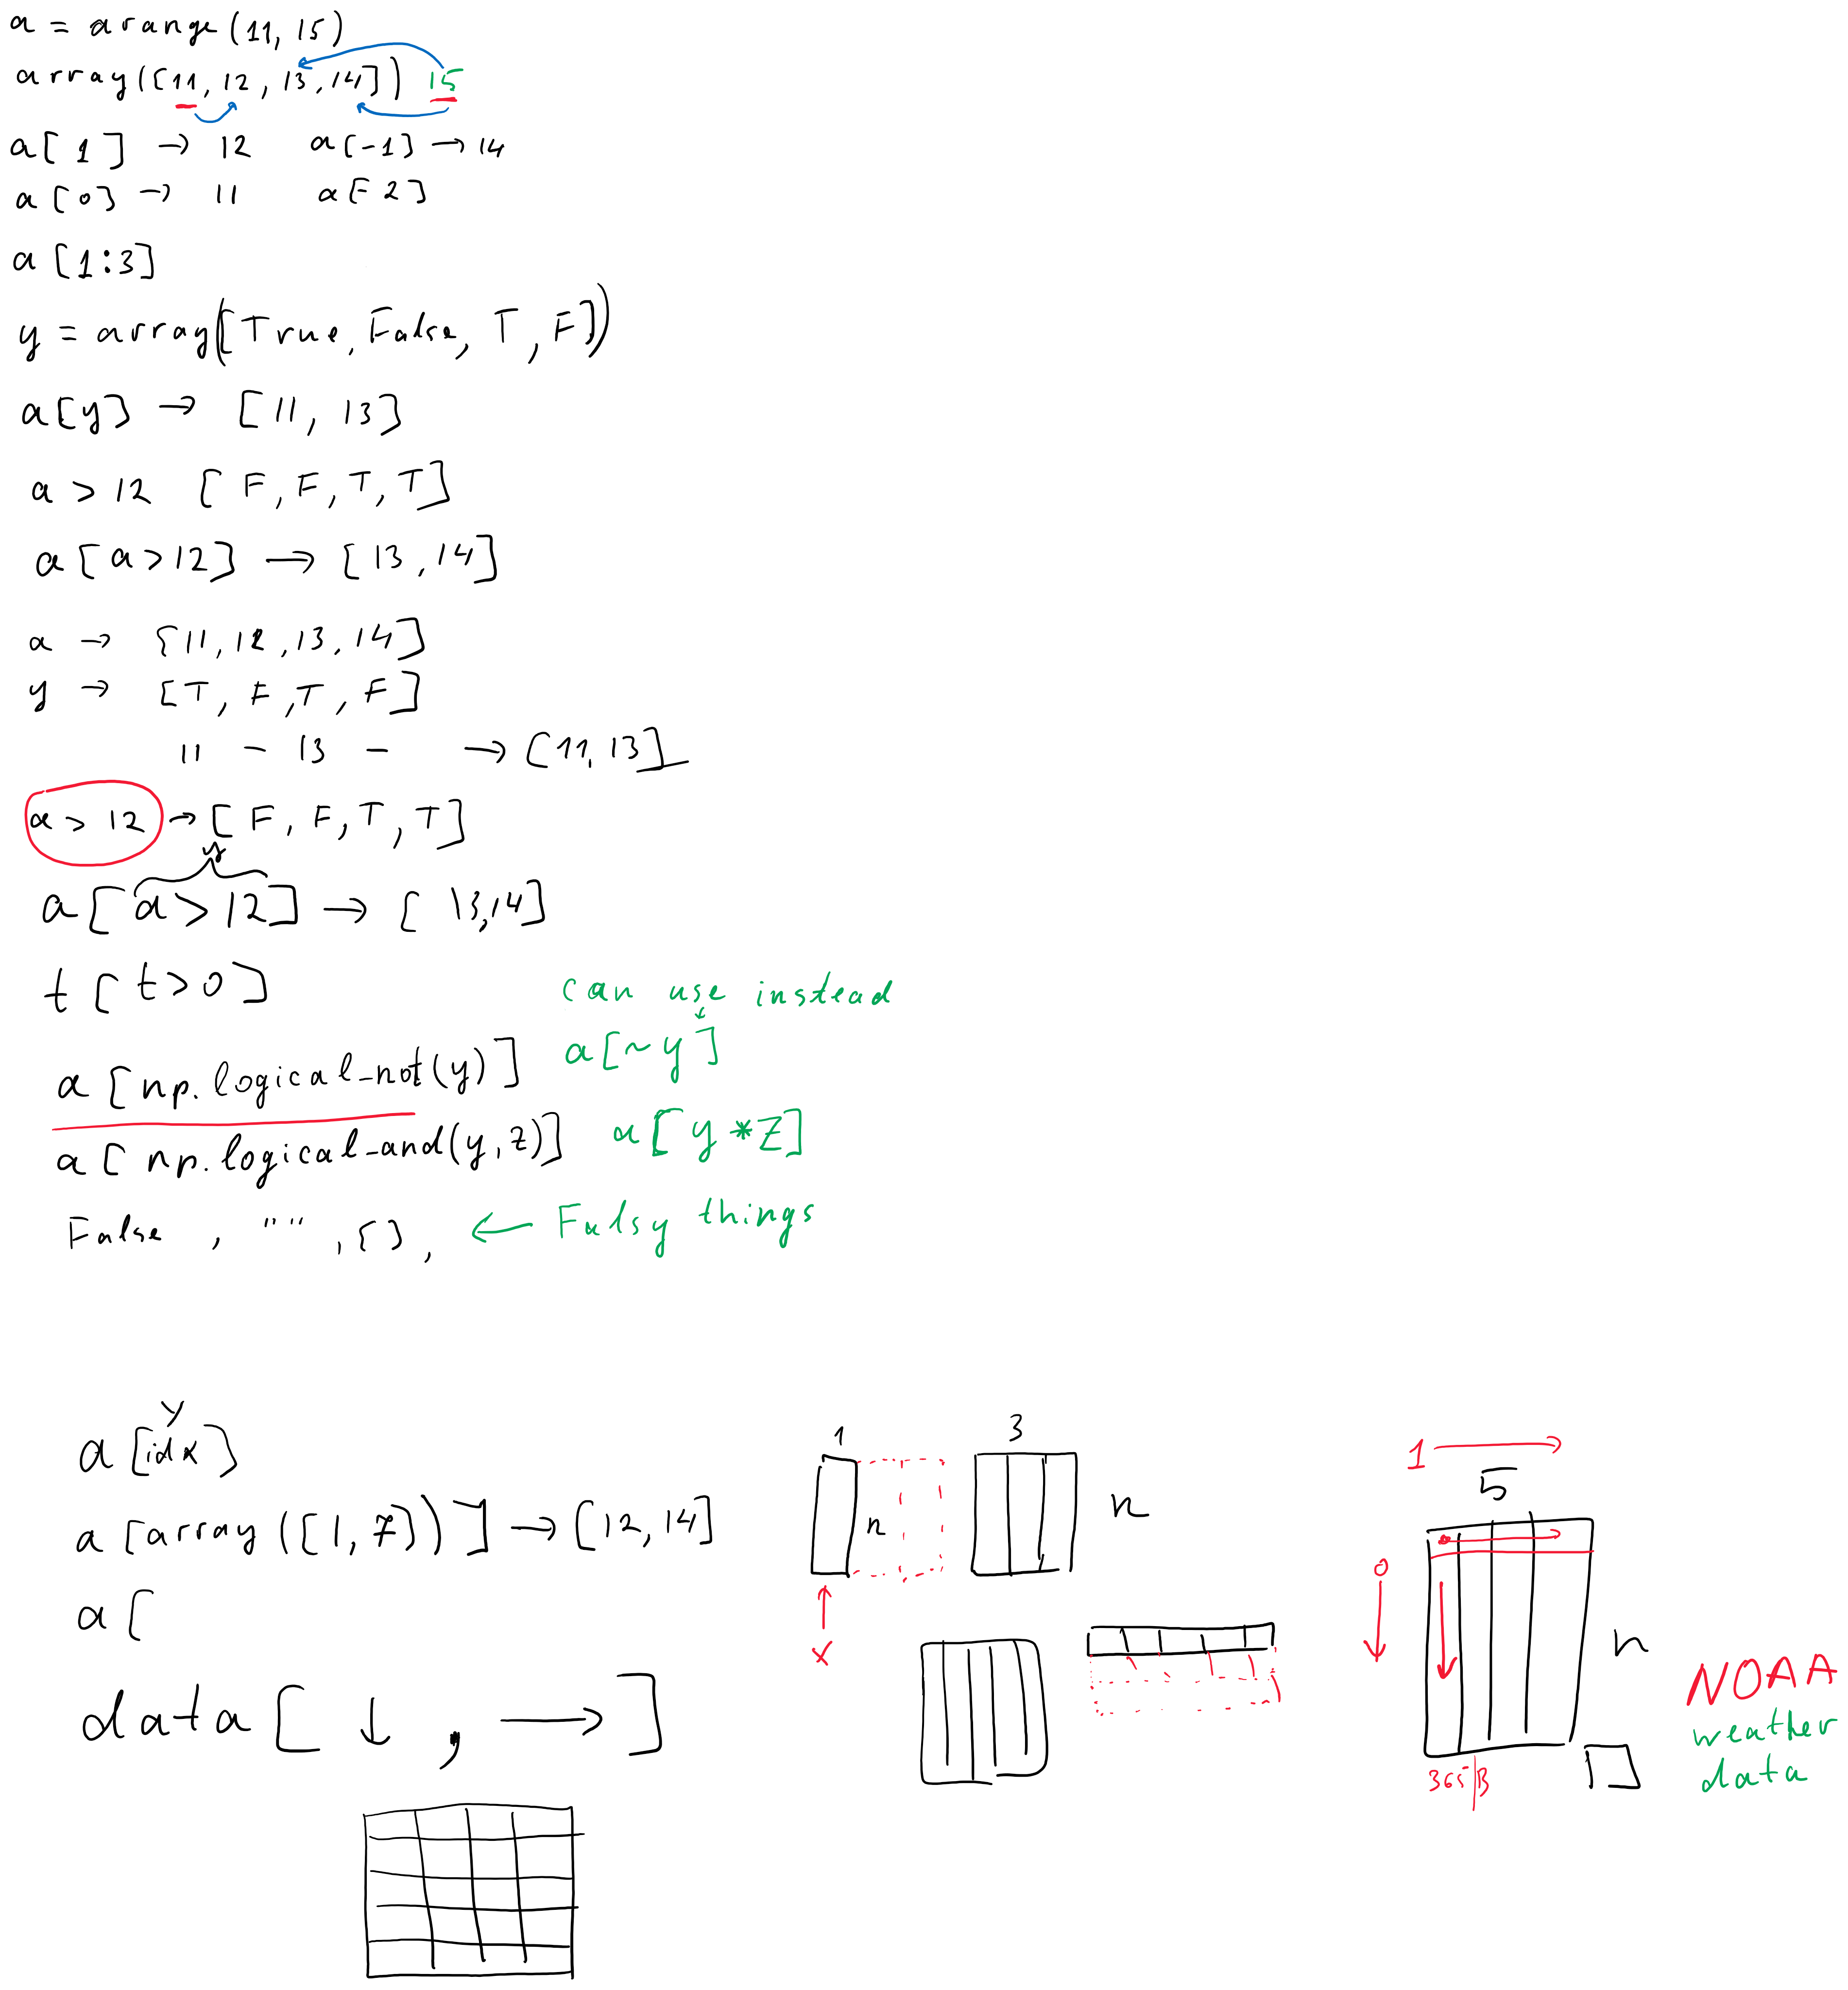 a = arange(11, 15)
array([11, 12, 13, 14]) 15
a[1] → 12 a[-1] → 14
a[0] → 11 a[-2]
a[1:3]
y = array([True, False, T, F])
a[y] → [11, 13]
a > 12 [F, F, T, T]
a[a>12] → [13, 14]
a → [11, 12, 13, 14]
y → [T, F, T, F]
11 - 13 - → [11, 13]
a > 12 → [F, F, T, T]
y
a[a>12] → [13,14]
t[t>0]
can use instead
a[np.logical_not(y)] a[~y]
a[np.logical_and(y, z)] a[y*z]
False, "", [], ← Falsy things
y
a[idx]
a[array([1, 7])] → [12, 14]
a[
data[↓, →]
1
n
x
3
n
1 →
5
0
n
365 | B
NOAA
weather
data